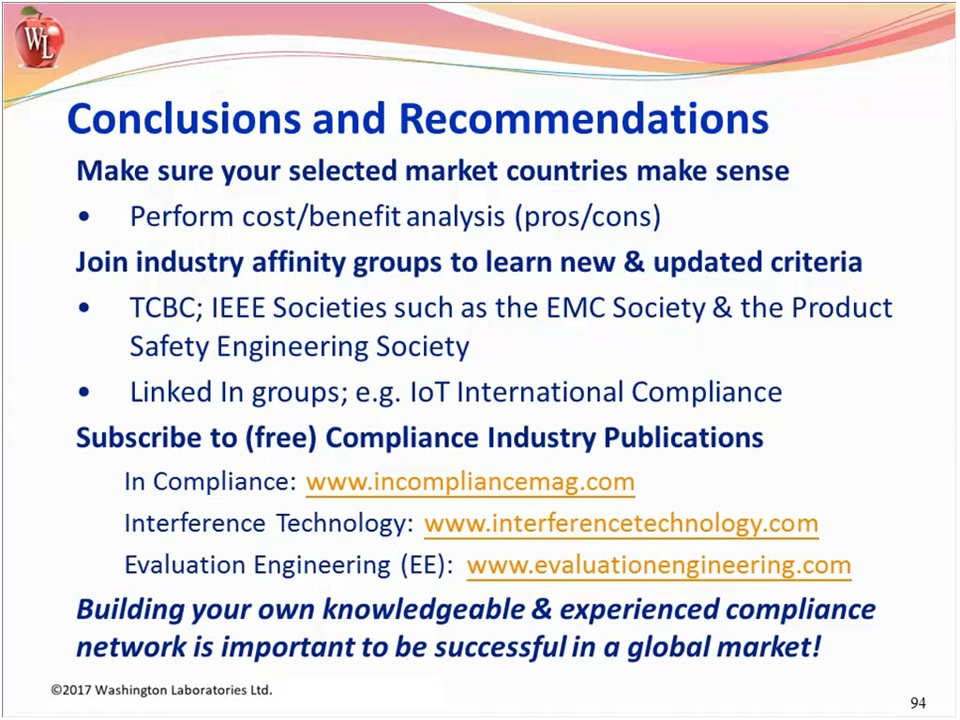 WL
Conclusions and Recommendations
Make sure your selected market countries make sense
• Perform cost/benefit analysis (pros/cons)
Join industry affinity groups to learn new & updated criteria
• TCBC; IEEE Societies such as the EMC Society & the Product
Safety Engineering Society
• Linked In groups; e.g. IoT International Compliance
Subscribe to (free) Compliance Industry Publications
In Compliance: www.incompliancemag.com
Interference Technology: www.interferencetechnology.com
Evaluation Engineering (EE): www.evaluationengineering.com
Building your own knowledgeable & experienced compliance
network is important to be successful in a global market!
©2017 Washington Laboratories Ltd.
94